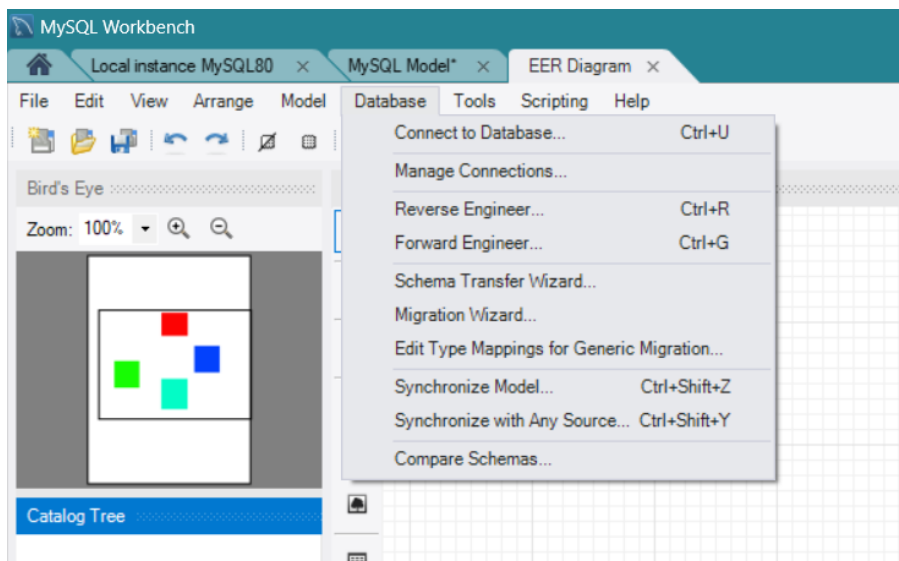 MySQL Workbench
Local instance MySQL80 × MySQL Model* × EER Diagram ×
File Edit View Arrange Model Database Tools Scripting Help
Connect to Database... Ctrl+U
Manage Connections...
Bird's Eye
Reverse Engineer... Ctrl+R
Zoom: 100%
Forward Engineer... Ctrl+G
Schema Transfer Wizard...
Migration Wizard...
Edit Type Mappings for Generic Migration...
Synchronize Model... Ctrl+Shift+Z
Synchronize with Any Source... Ctrl+Shift+Y
Compare Schemas...
Catalog Tree